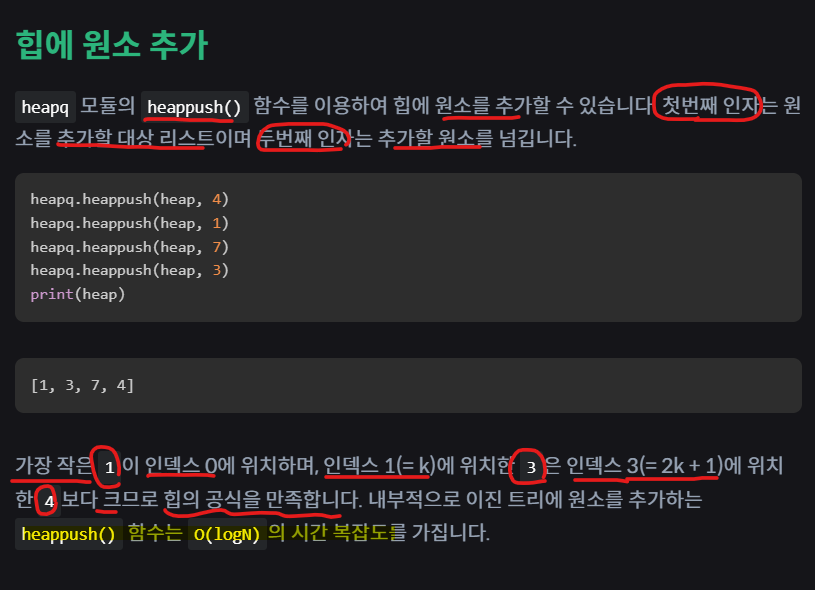 힙에 원소 추가
heapq 모듈의 heappush() 함수를 이용하여 힙에 원소를 추가할 수 있습니다. 첫번째 인자는 원
소를 추가할 대상 리스트이며 두번째 인자는 추가할 원소를 넘깁니다.
heapq.heappush(heap, 4)
heapq.heappush(heap, 1)
heapq.heappush(heap, 7)
heapq.heappush(heap, 3)
print(heap)
[1, 3, 7, 4]
가장 작은 1이 인덱스 0에 위치하며, 인덱스 1(= k)에 위치한 3은 인덱스 3(= 2k + 1)에 위치
한 4보다 크므로 힙의 공식을 만족합니다. 내부적으로 이진 트리에 원소를 추가하는
heappush() 함수는 O(logN)의 시간 복잡도를 가집니다.